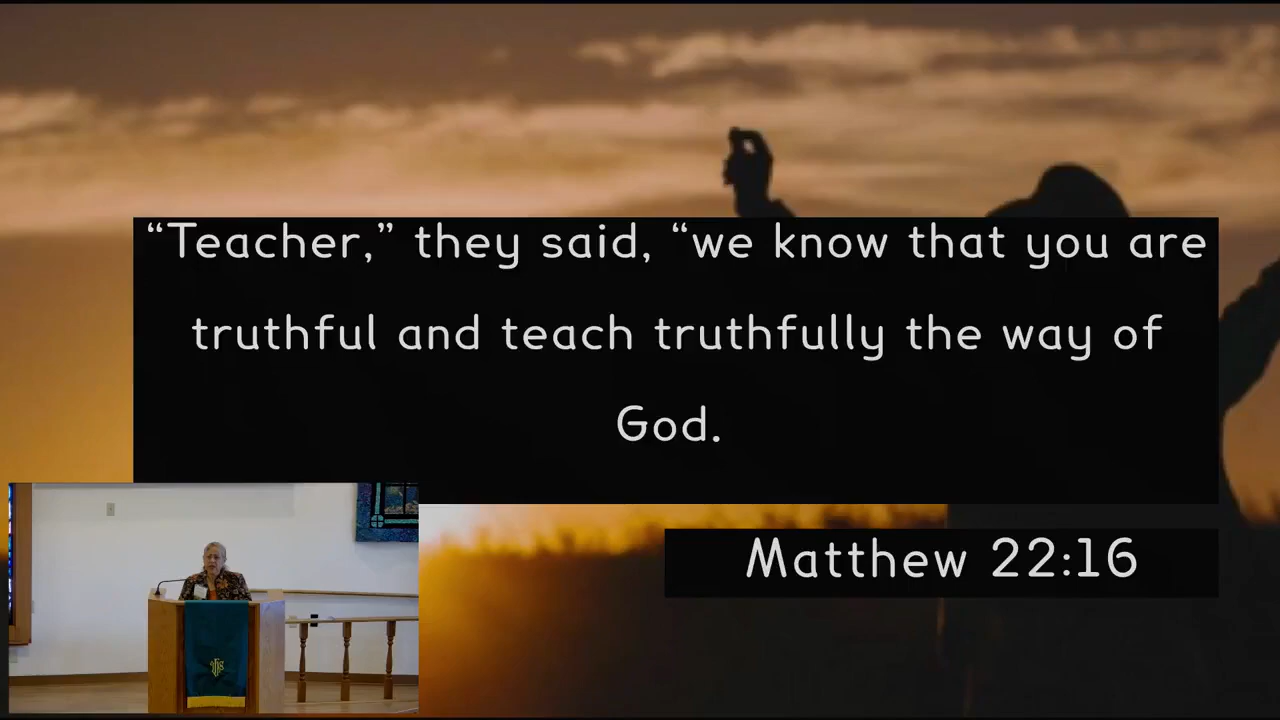 “Teacher,” they said, “we know that you are
truthful and teach truthfully the way of
God.
Matthew 22:16
IHS